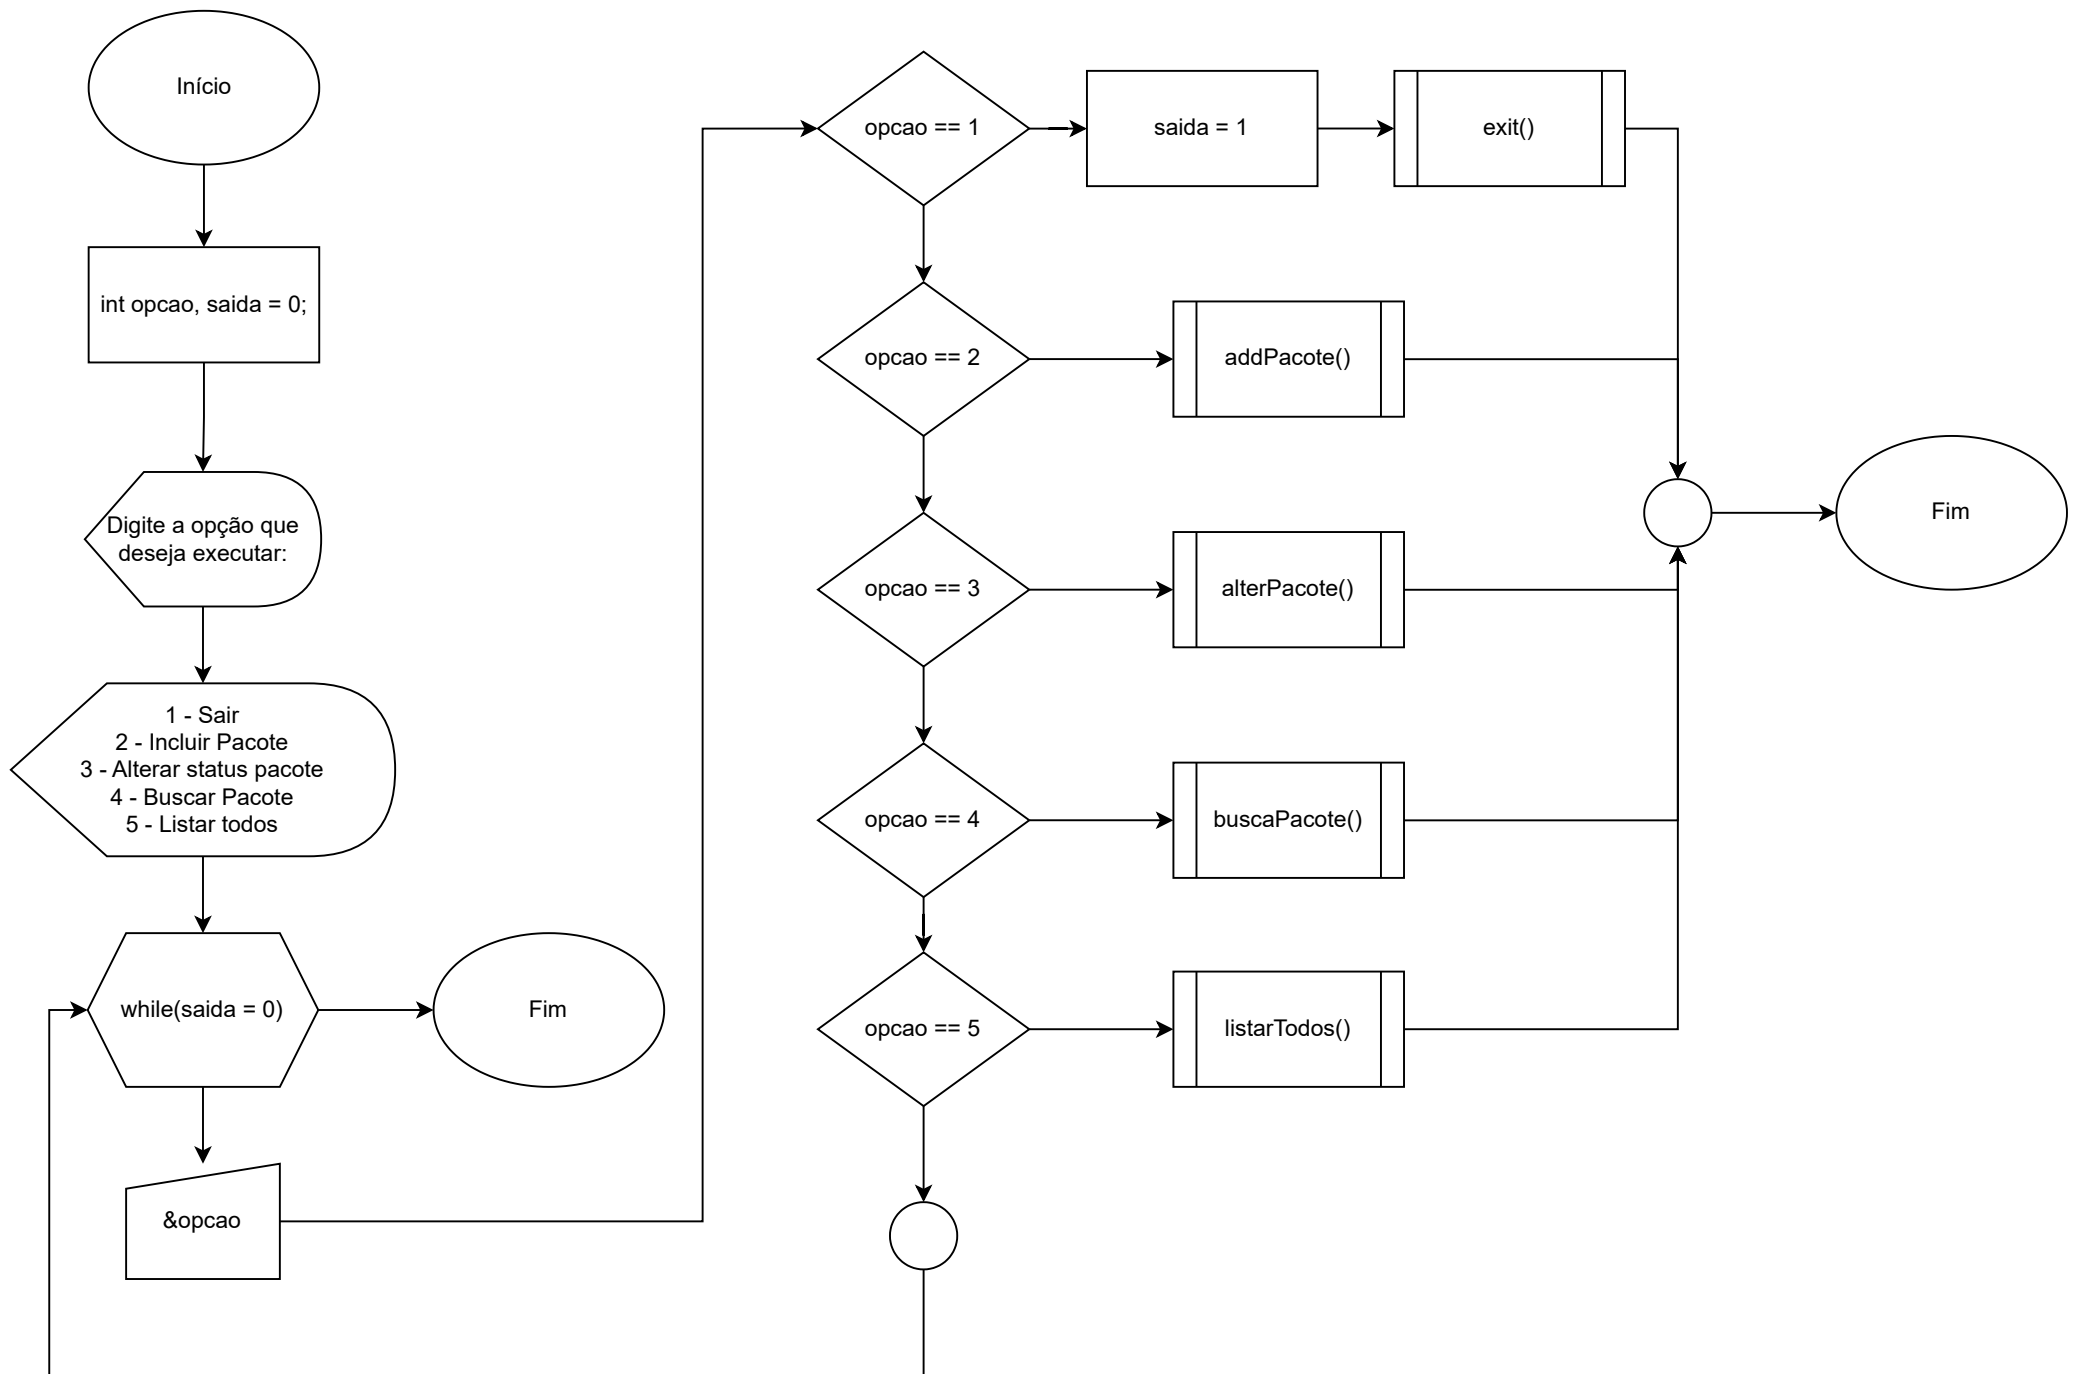 Início
int opcao, saida = 0;
Digite a opção que
deseja executar:
1 - Sair
2 - Incluir Pacote
3 - Alterar status pacote
4 - Buscar Pacote
5 - Listar todos
while(saida = 0)
Fim
&opcao
opcao == 1
saida = 1
exit()
opcao == 2
addPacote()
opcao == 3
alterPacote()
opcao == 4
buscaPacote()
opcao == 5
listarTodos()
Fim